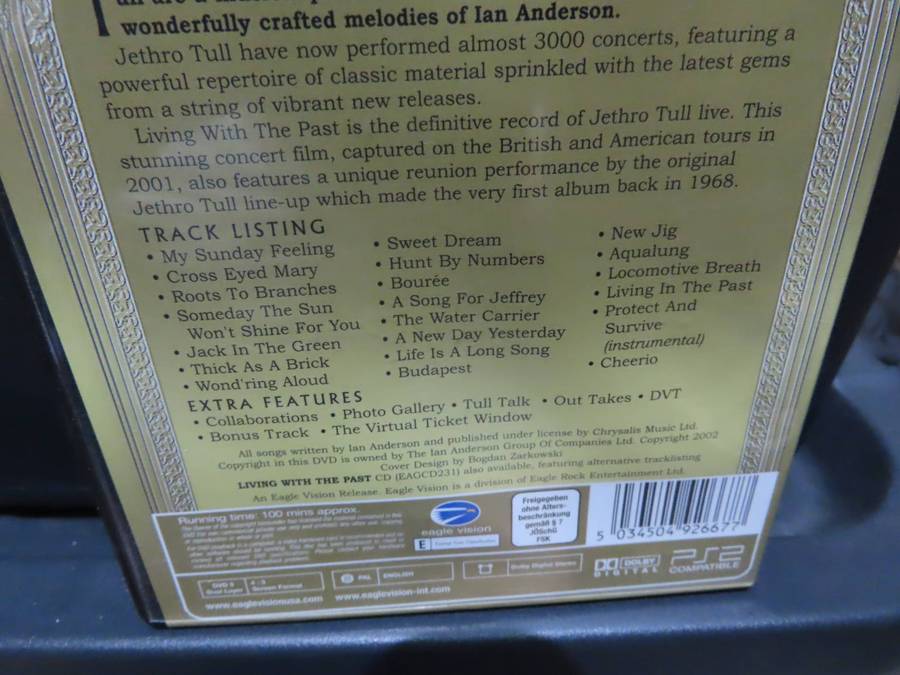 wonderfully crafted melodies of Ian Anderson.
Jethro Tull have now performed almost 3000 concerts, featuring a
powerful repertoire of classic material sprinkled with the latest gems
from a string of vibrant new releases.
Living With The Past is the definitive record of Jethro Tull live. This
stunning concert film, captured on the British and American tours in
2001, also features a unique reunion performance by the original
Jethro Tull line-up which made the very first album back in 1968.
TRACK LISTING
• My Sunday Feeling
• Cross Eyed Mary
• Roots To Branches
• Someday The Sun
Won't Shine For You
• Jack In The Green
• Thick As A Brick
• Wond'ring Aloud
• Sweet Dream
• Hunt By Numbers
• Bourée
• A Song For Jeffrey
• The Water Carrier
• A New Day Yesterday
• Life Is A Long Song
• Budapest
• New Jig
• Aqualung
• Locomotive Breath
• Living In The Past
• Protect And
Survive
(instrumental)
• Cheerio
EXTRA FEATURES
• Collaborations • Photo Gallery • Tull Talk • Out Takes • DVT
• Bonus Track • The Virtual Ticket Window
All songs written by Ian Anderson and published under license by Chrysalis Music Ltd.
Copyright in this DVD is owned by The Ian Anderson Group Of Companies Ltd. Copyright 2002
Cover Design by Bogdan Zarkowski
LIVING WITH THE PAST CD (EAGCD231) also available, featuring alternative tracklisting
An Eagle Vision Release. Eagle Vision is a division of Eagle Rock Entertainment Ltd.
Running time: 100 mins approx.
eagle vision
E
Freigegeben
ohne Alters-
beschränkung
gemäß § 7
JÖSchG
FSK
5 034504 926677
DVD 9
Dual Layer
4:3
Screen Format
PAL
ENGLISH
Dolby Digital Stereo
DOLBY
DIGITAL
PS2
COMPATIBLE
www.eaglevisionusa.com www.eaglevision-int.com